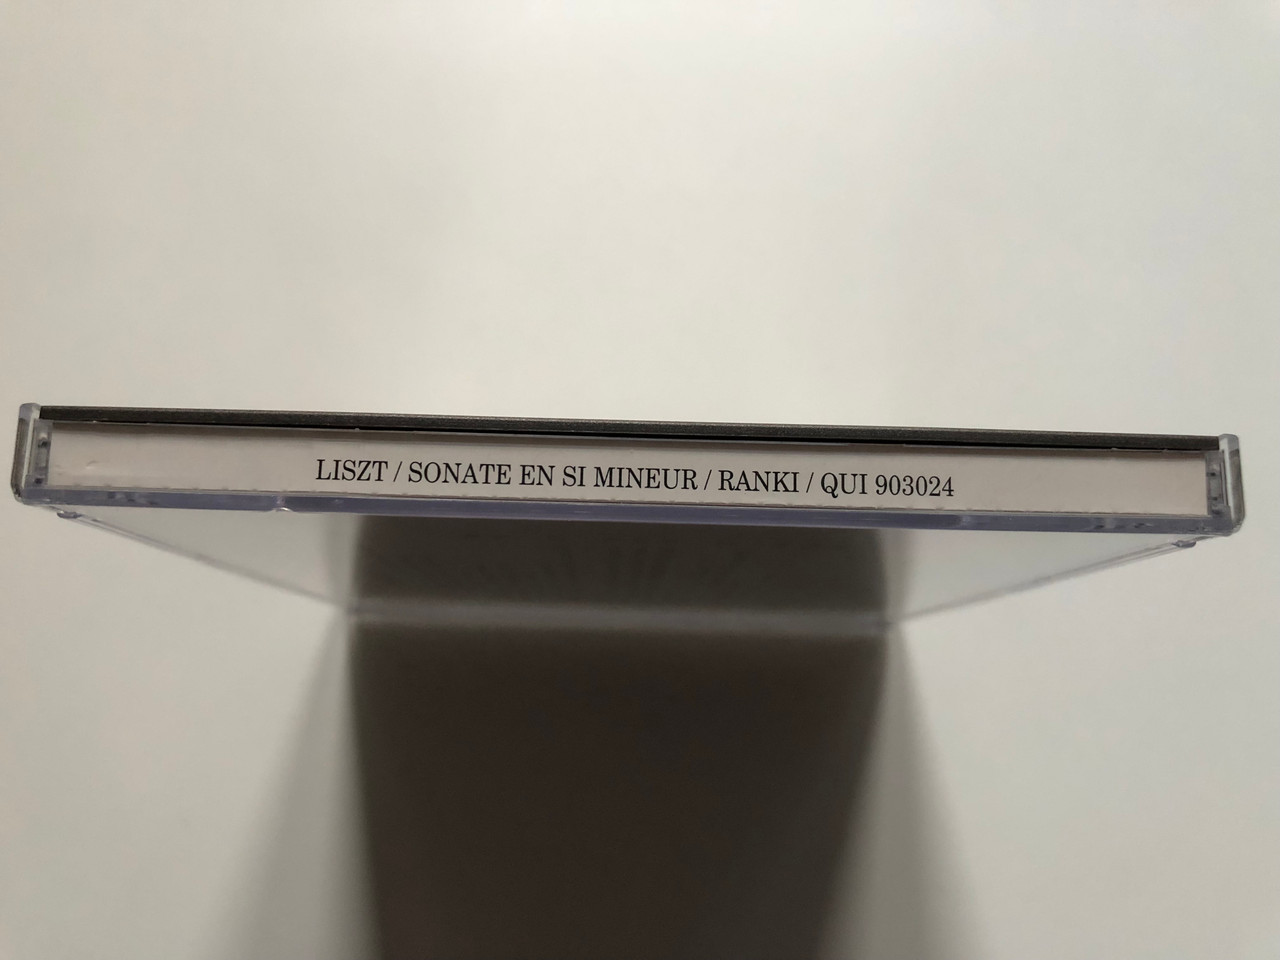 LISZT / SONATE EN SI MINEUR / RANKI / QUI 903024